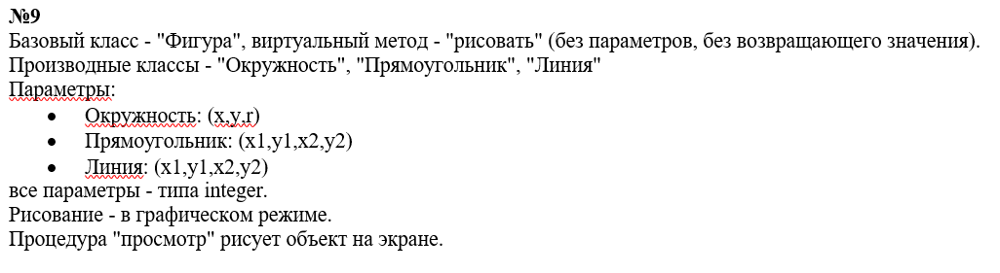 №9
Базовый класс - "Фигура", виртуальный метод - "рисовать" (без параметров, без возвращающего значения).
Производные классы - "Окружность", "Прямоугольник", "Линия"
Параметры:
• Окружность: (x,y,r)
• Прямоугольник: (x1,y1,x2,y2)
• Линия: (x1,y1,x2,y2)
все параметры - типа integer.
Рисование - в графическом режиме.
Процедура "просмотр" рисует объект на экране.